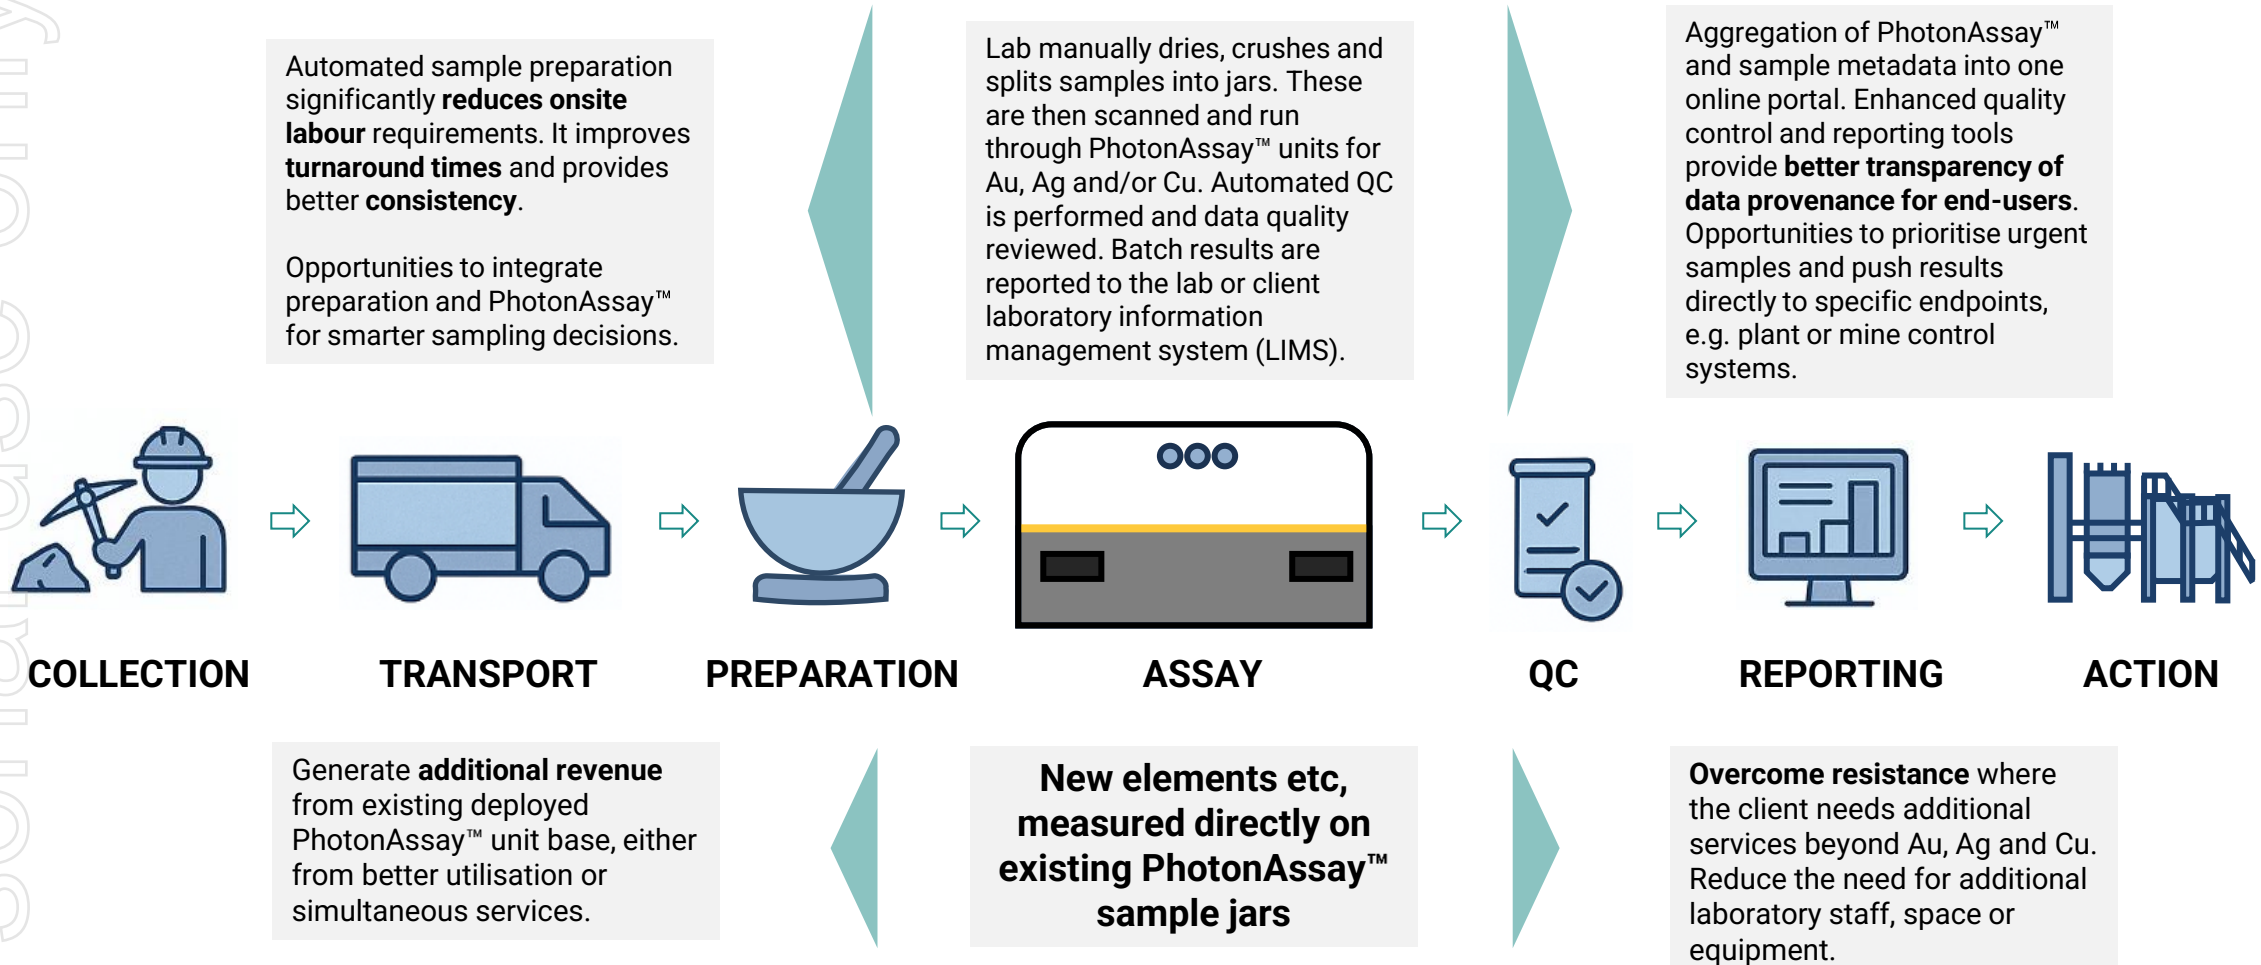 Automated sample preparation
significantly reduces onsite
labour requirements. It improves
turnaround times and provides
better consistency.
Opportunities to integrate
preparation and PhotonAssay™
for smarter sampling decisions.
Lab manually dries, crushes and
splits samples into jars. These
are then scanned and run
through PhotonAssay™ units for
Au, Ag and/or Cu. Automated QC
is performed and data quality
reviewed. Batch results are
reported to the lab or client
laboratory information
management system (LIMS).
Aggregation of PhotonAssay™
and sample metadata into one
online portal. Enhanced quality
control and reporting tools
provide better transparency of
data provenance for end-users.
Opportunities to prioritise urgent
samples and push results
directly to specific endpoints,
e.g. plant or mine control
systems.
COLLECTION
TRANSPORT
PREPARATION
ASSAY
QC
REPORTING
ACTION
Generate additional revenue
from existing deployed
PhotonAssay™ unit base, either
from better utilisation or
simultaneous services.
New elements etc,
measured directly on
existing PhotonAssay™
sample jars
Overcome resistance where
the client needs additional
services beyond Au, Ag and Cu.
Reduce the need for additional
laboratory staff, space or
equipment.